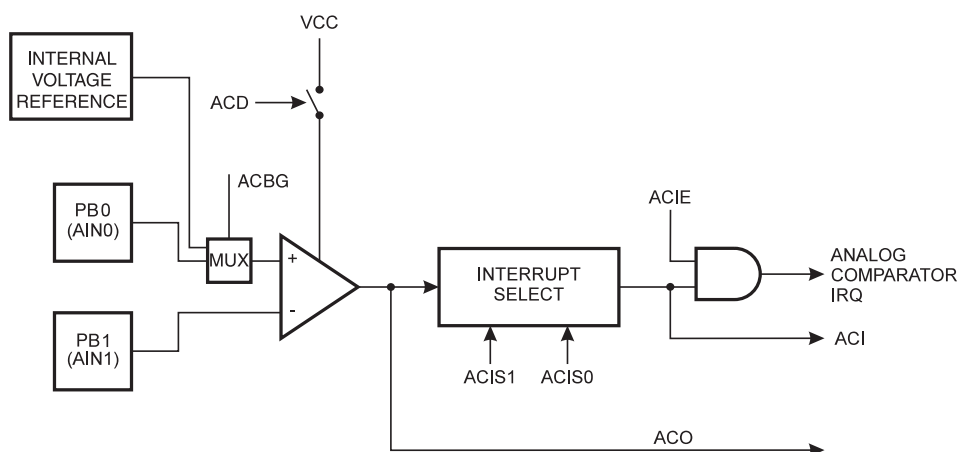 VCC
INTERNAL
VOLTAGE
REFERENCE
ACD
ACBG
PB0
(AIN0)
MUX
+
-
PB1
(AIN1)
INTERRUPT
SELECT
ACIS1
ACIS0
ACIE
ANALOG
COMPARATOR
IRQ
ACI
ACO